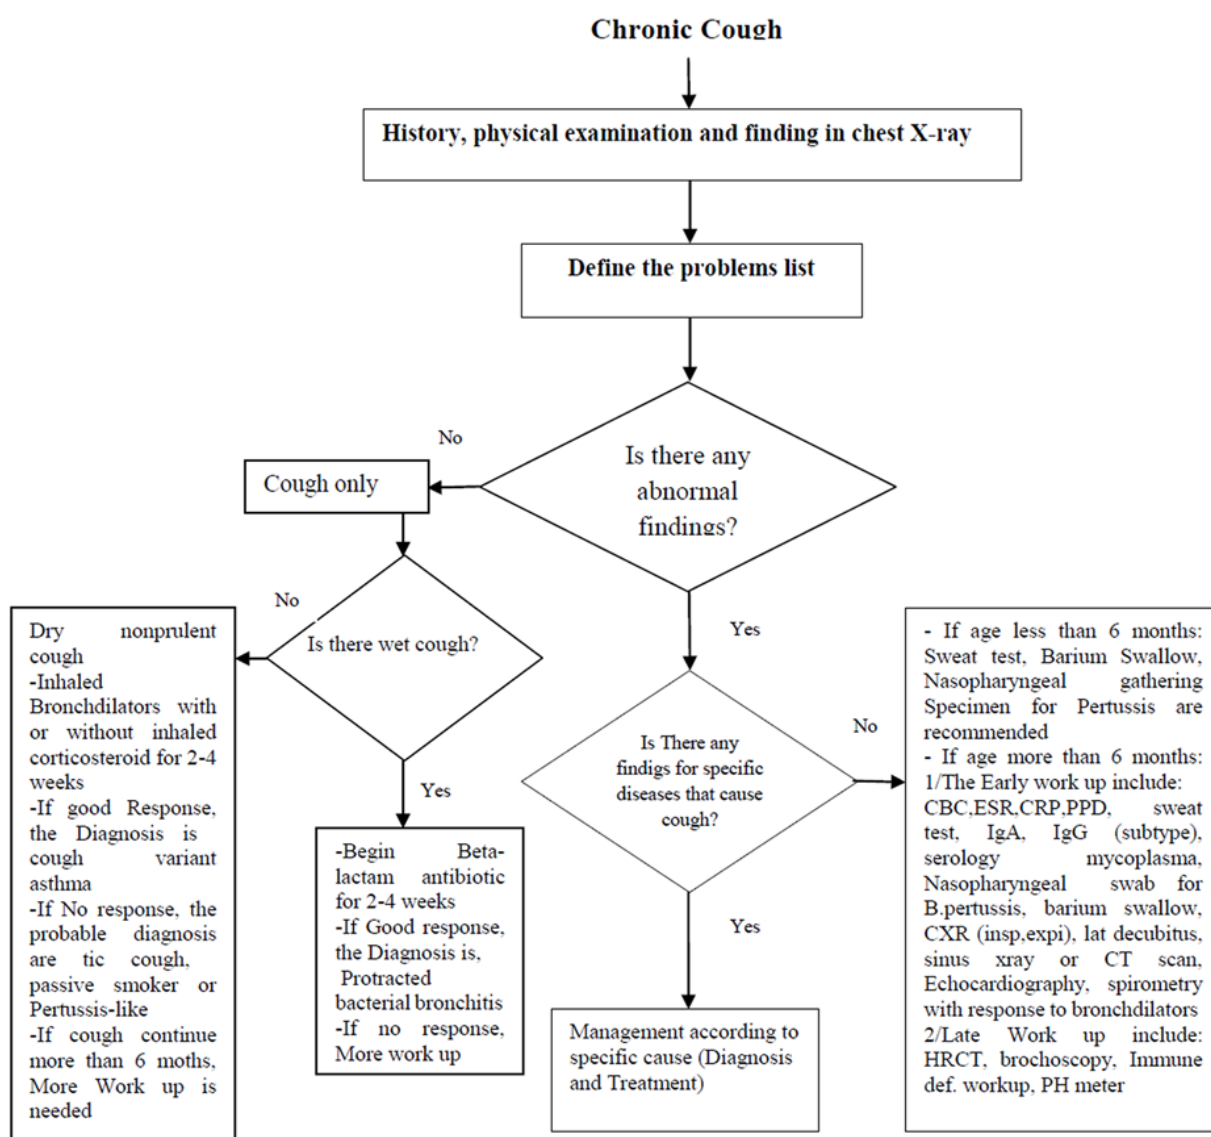 Chronic Cough
History, physical examination and finding in chest X-ray
Define the problems list
No
Is there any
abnormal
findings?
Cough only
No
Is there wet cough?
Yes
Dry nonprulent
cough
-Inhaled
Bronchdilators with
or without inhaled
corticosteroid for 2-4
weeks
-If good Response,
the Diagnosis is
cough variant
asthma
-If No response, the
probable diagnosis
are tic cough,
passive smoker or
Pertussis-like
-If cough continue
more than 6 moths,
More Work up is
needed
Yes
-Begin Beta-
lactam antibiotic
for 2-4 weeks
-If Good response,
the Diagnosis is,
Protracted
bacterial bronchitis
-If no response,
More work up
Is There any
findigs for specific
diseases that cause
cough?
No
Yes
Management according to
specific cause (Diagnosis
and Treatment)
- If age less than 6 months:
Sweat test, Barium Swallow,
Nasopharyngeal gathering
Specimen for Pertussis are
recommended
- If age more than 6 months:
1/The Early work up include:
CBC,ESR,CRP,PPD, sweat
test, IgA, IgG (subtype),
serology mycoplasma,
Nasopharyngeal swab for
B.pertussis, barium swallow,
CXR (insp,expi), lat decubitus,
sinus xray or CT scan,
Echocardiography, spirometry
with response to bronchdilators
2/Late Work up include:
HRCT, brochoscopy, Immune
def. workup, PH meter